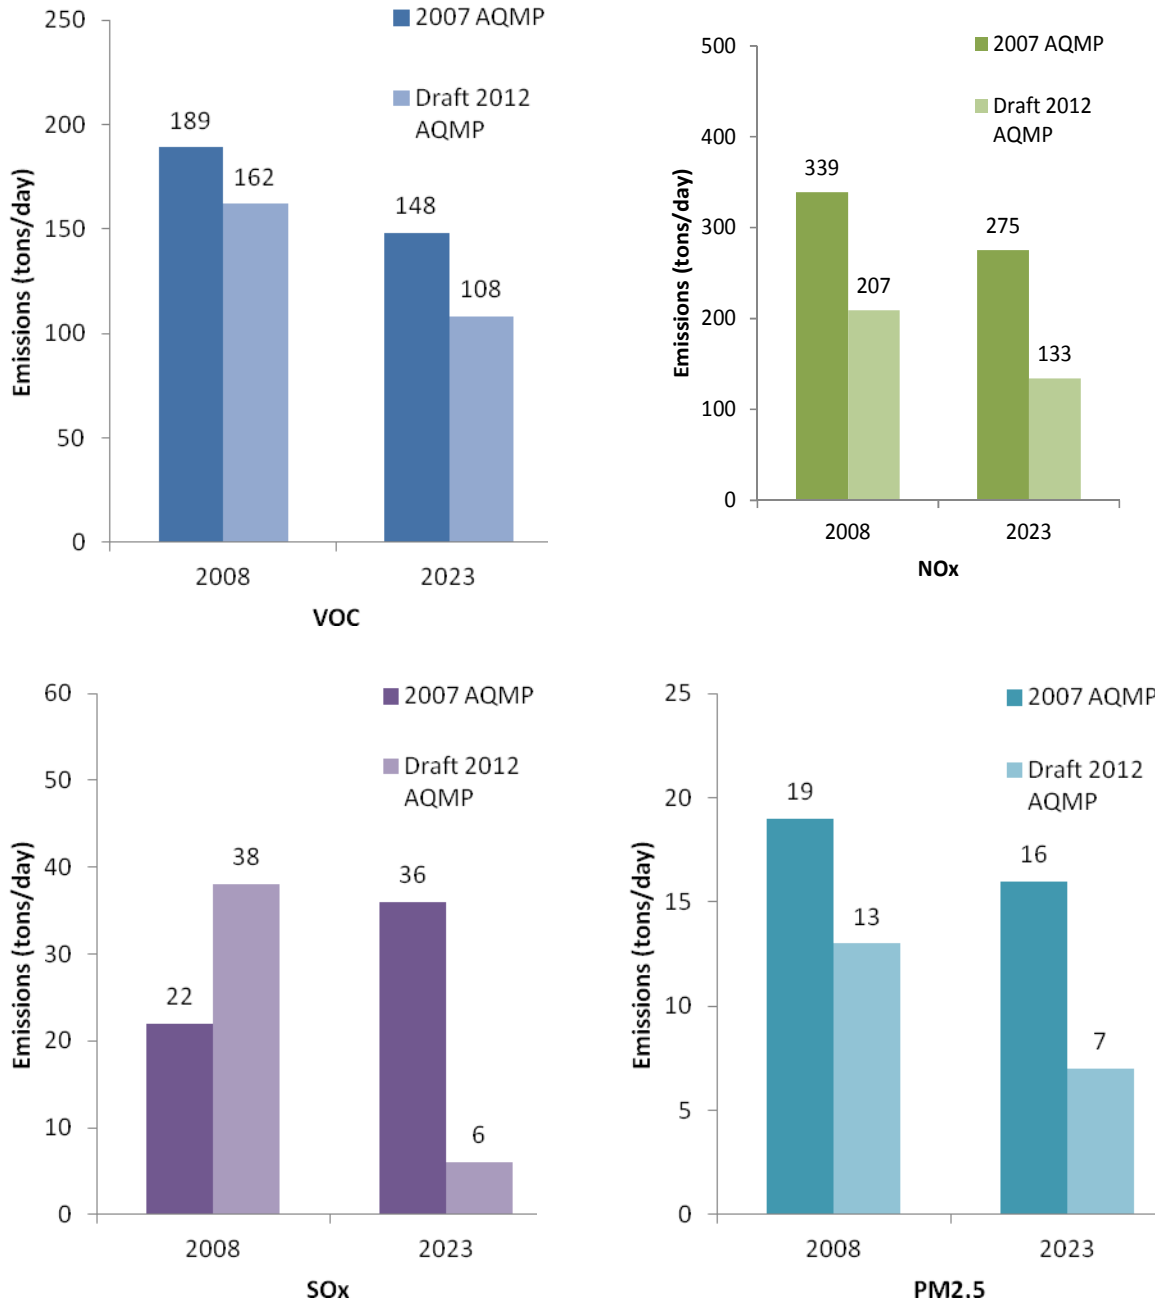 250
200
150
100
50
0
Emissions (tons/day)
2007 AQMP
Draft 2012
AQMP
189
162
148
108
2008
2023
VOC
500
400
300
200
100
0
Emissions (tons/day)
2007 AQMP
Draft 2012
AQMP
339
207
275
133
2008
2023
NOx
60
50
40
30
20
10
0
Emissions (tons/day)
2007 AQMP
Draft 2012
AQMP
22
38
36
6
2008
2023
SOx
25
20
15
10
5
0
Emissions (tons/day)
2007 AQMP
Draft 2012
AQMP
19
13
16
7
2008
2023
PM2.5